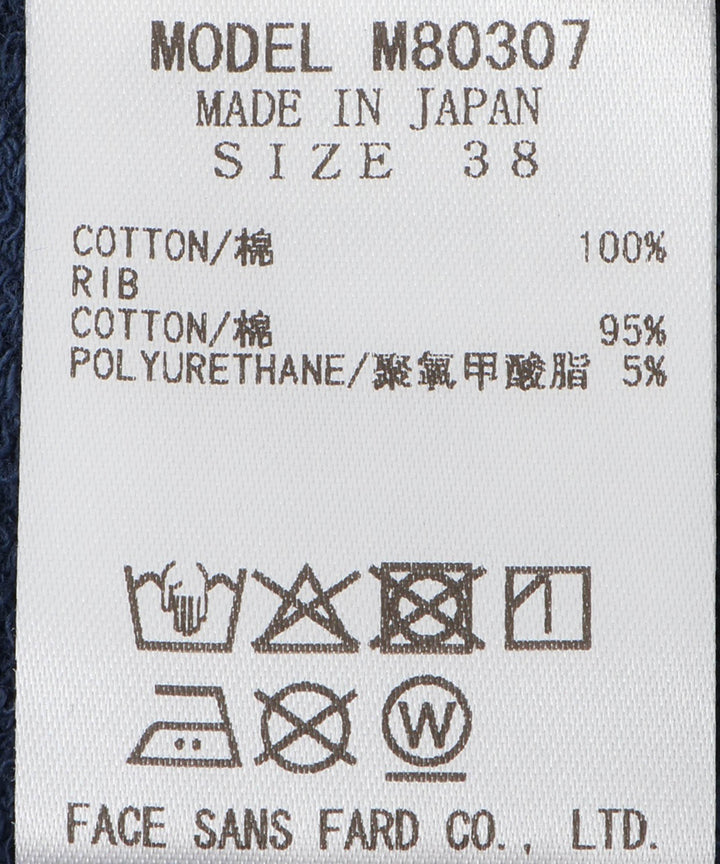 MODEL M80307
MADE IN JAPAN
SIZE 38
COTTON/棉 100%
RIB
COTTON/棉 95%
POLYURETHANE/聚氨甲酸脂 5%
W
FACE SANS FARD CO., LTD.